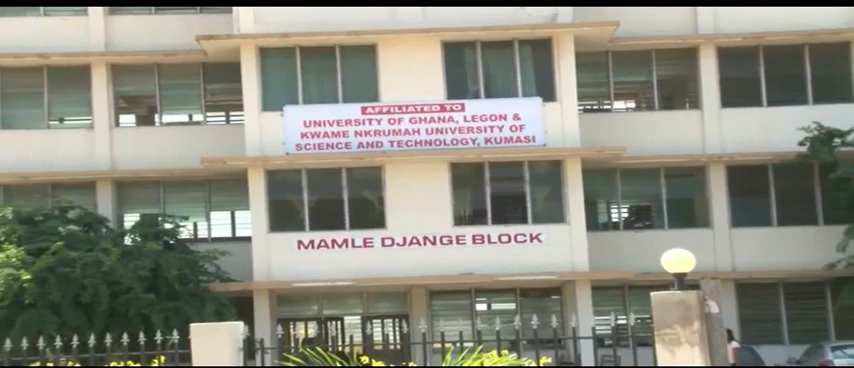 AFFILIATED TO
UNIVERSITY OF GHANA, LEGON &
KWAME NKRUMAH UNIVERSITY OF
SCIENCE AND TECHNOLOGY, KUMASI
MAMLE DJANGE BLOCK